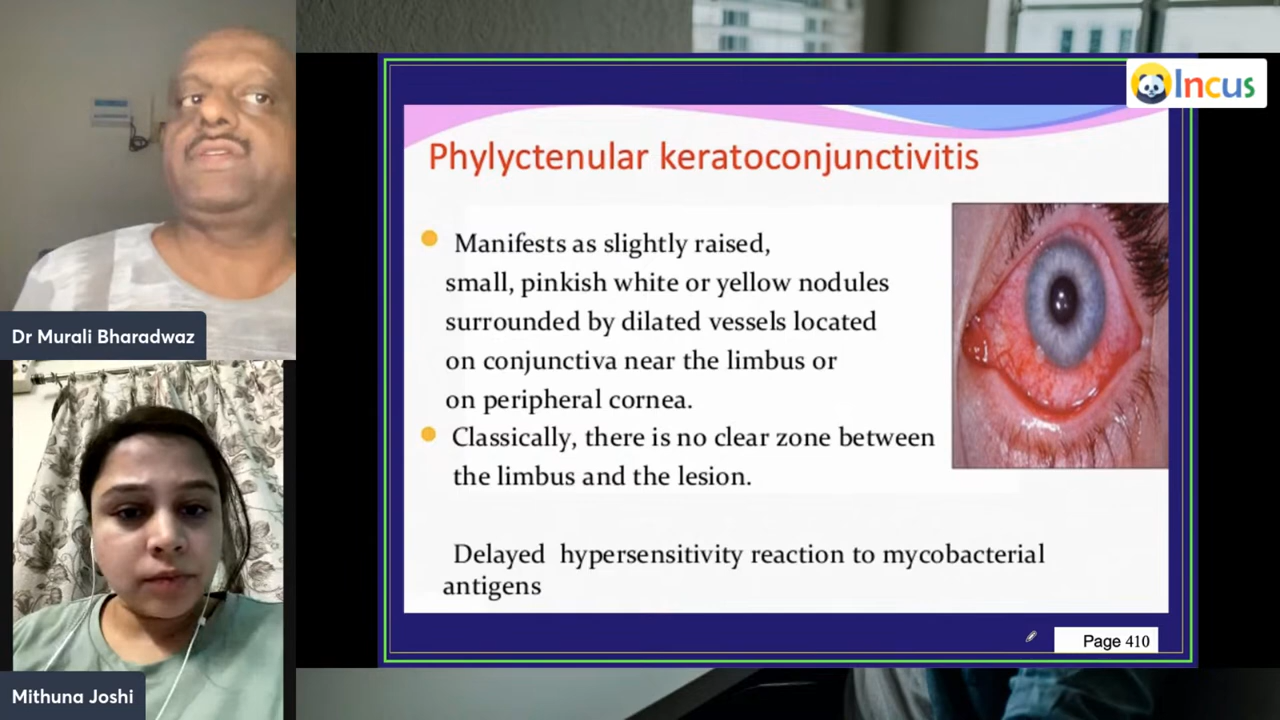 Incus
Phylyctenular keratoconjunctivitis
Manifests as slightly raised,
small, pinkish white or yellow nodules
surrounded by dilated vessels located
on conjunctiva near the limbus or
on peripheral cornea.
Classically, there is no clear zone between
the limbus and the lesion.
Delayed hypersensitivity reaction to mycobacterial
antigens
Page 410
Dr Murali Bharadwaz
Mithuna Joshi